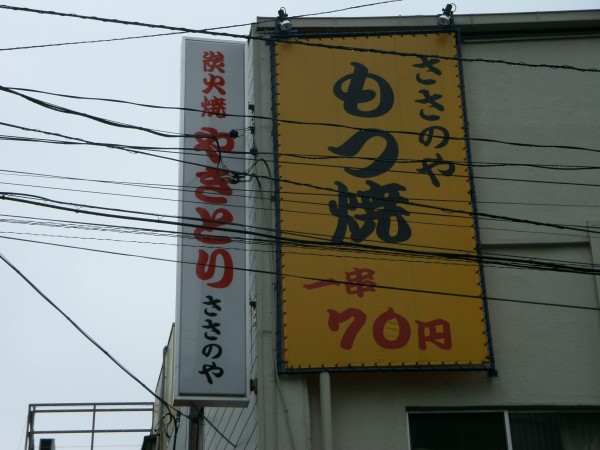 炭火焼 やきとり ささのや
ささのや
もつ焼
一串
70円